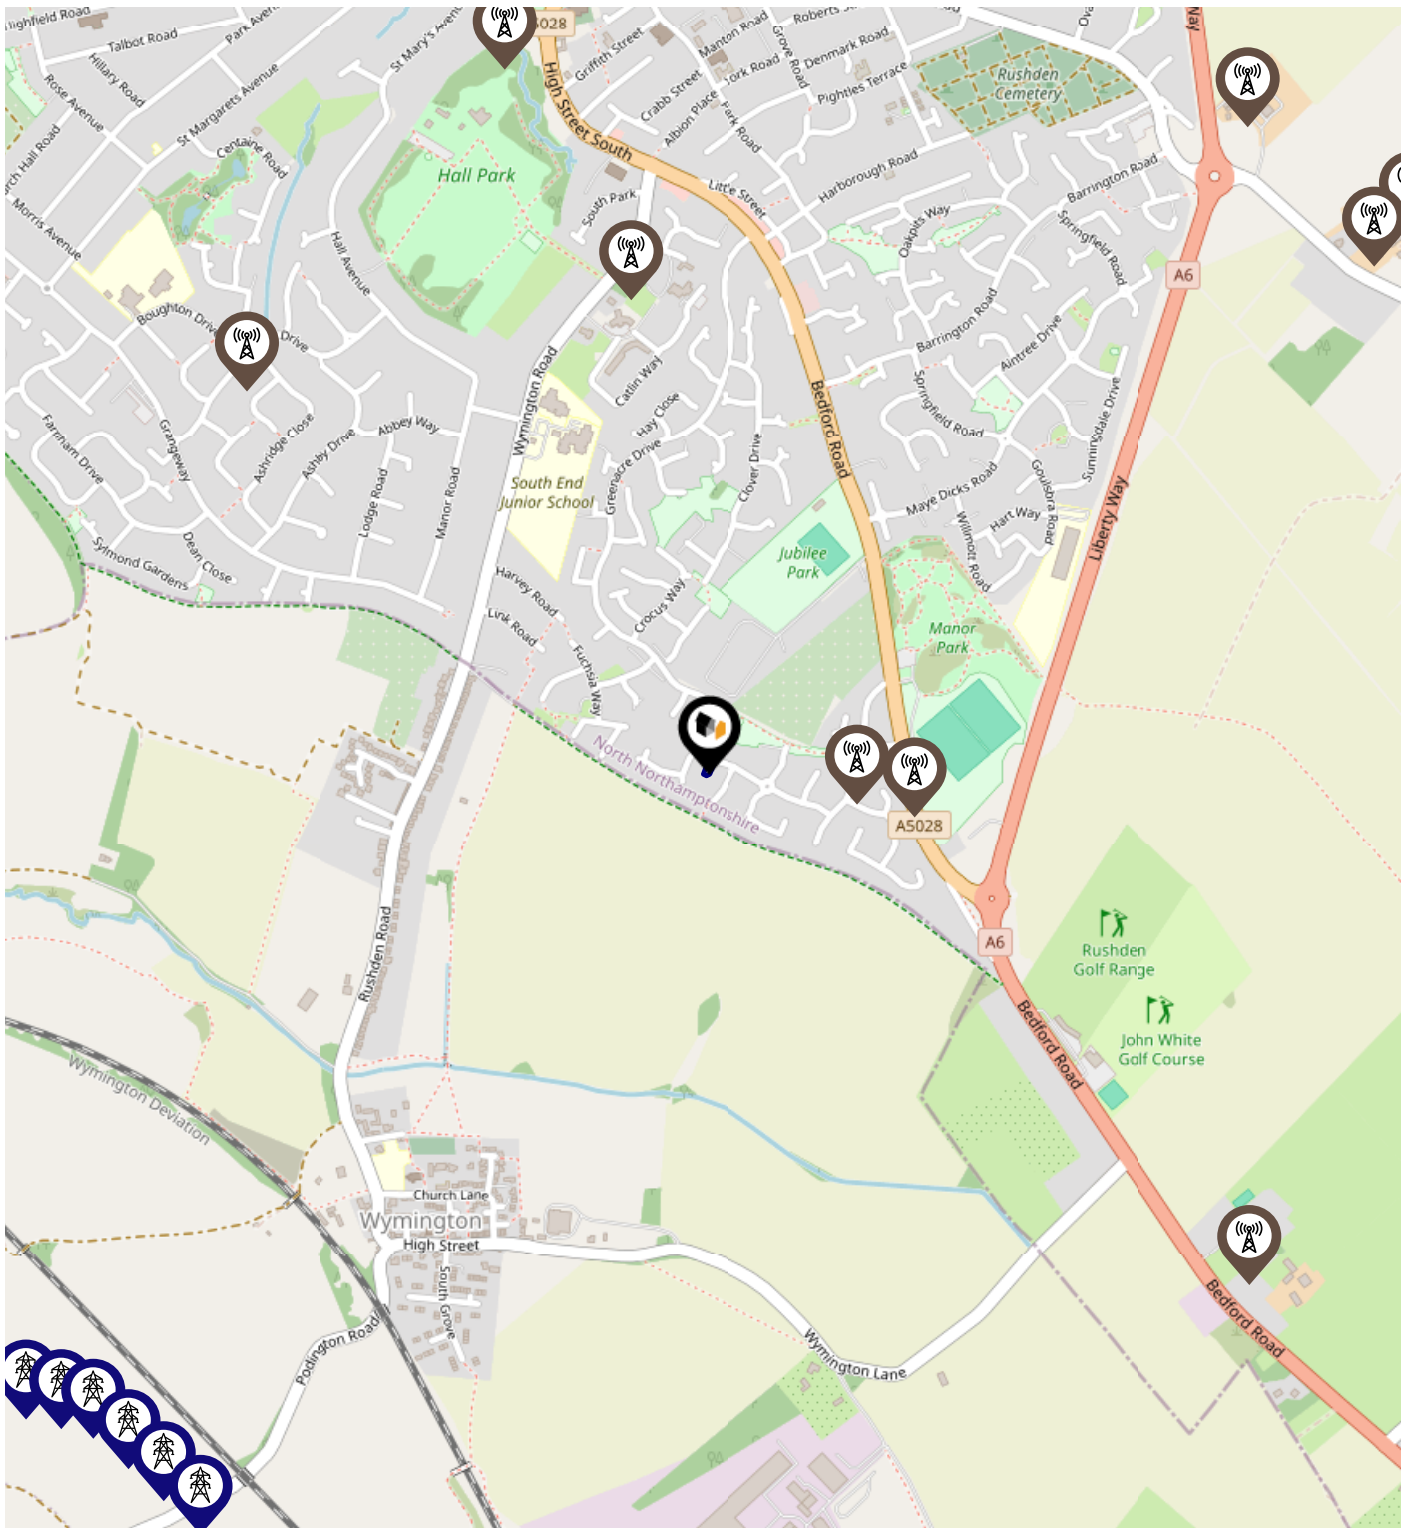 Highfield Road
Talbot Road
Park Aven
St Mary's Aven
028
Way
Ova
Roberts S
Manton Road
Grove Road
Denmark Road
Griffith Street
High Street South
York Road
Crabb Street
Pightles Terrace
Rushden
Cemetery
Hillary Road
Rose Avenue
St Margarets Avenue
Albion Place
Park Road
rch Hall Road
Centaine Road
Hall Park
Harborough Road
Barrington Road
Little Street
South Park
Morris Avenue
Oakpits Way
Springfield Road
Hall Avenue
A6
Boughton Drive
Drive
Barrington Road
Aintree Drive
Wymington Road
Catlin Way
Bedford Road
Springfield Road
Sunningdale Drive
Hay Close
Farnham Drive
Grangeway
Ashridge Close
Ashby Drive
Abbey Way
Greenacre Drive
Clover Drive
Lodge Road
Manor Road
South End
Junior School
Maye Dicks Road
Goulsbra Road
Hart Way
Willmott Road
Liberty Way
Sylmond Gardens
Dean Close
Jubilee
Park
Harvey Road
Link Road
Crocus Way
Manor
Park
Fuchsia Way
North Northamptonshire
A5028
Rushden Road
A6
Rushden
Golf Range
Bedford Road
John White
Golf Course
Wymington Deviation
Church Lane
Wymington
High Street
South Grove
Podington Road
Wymington Lane
Bedford Road